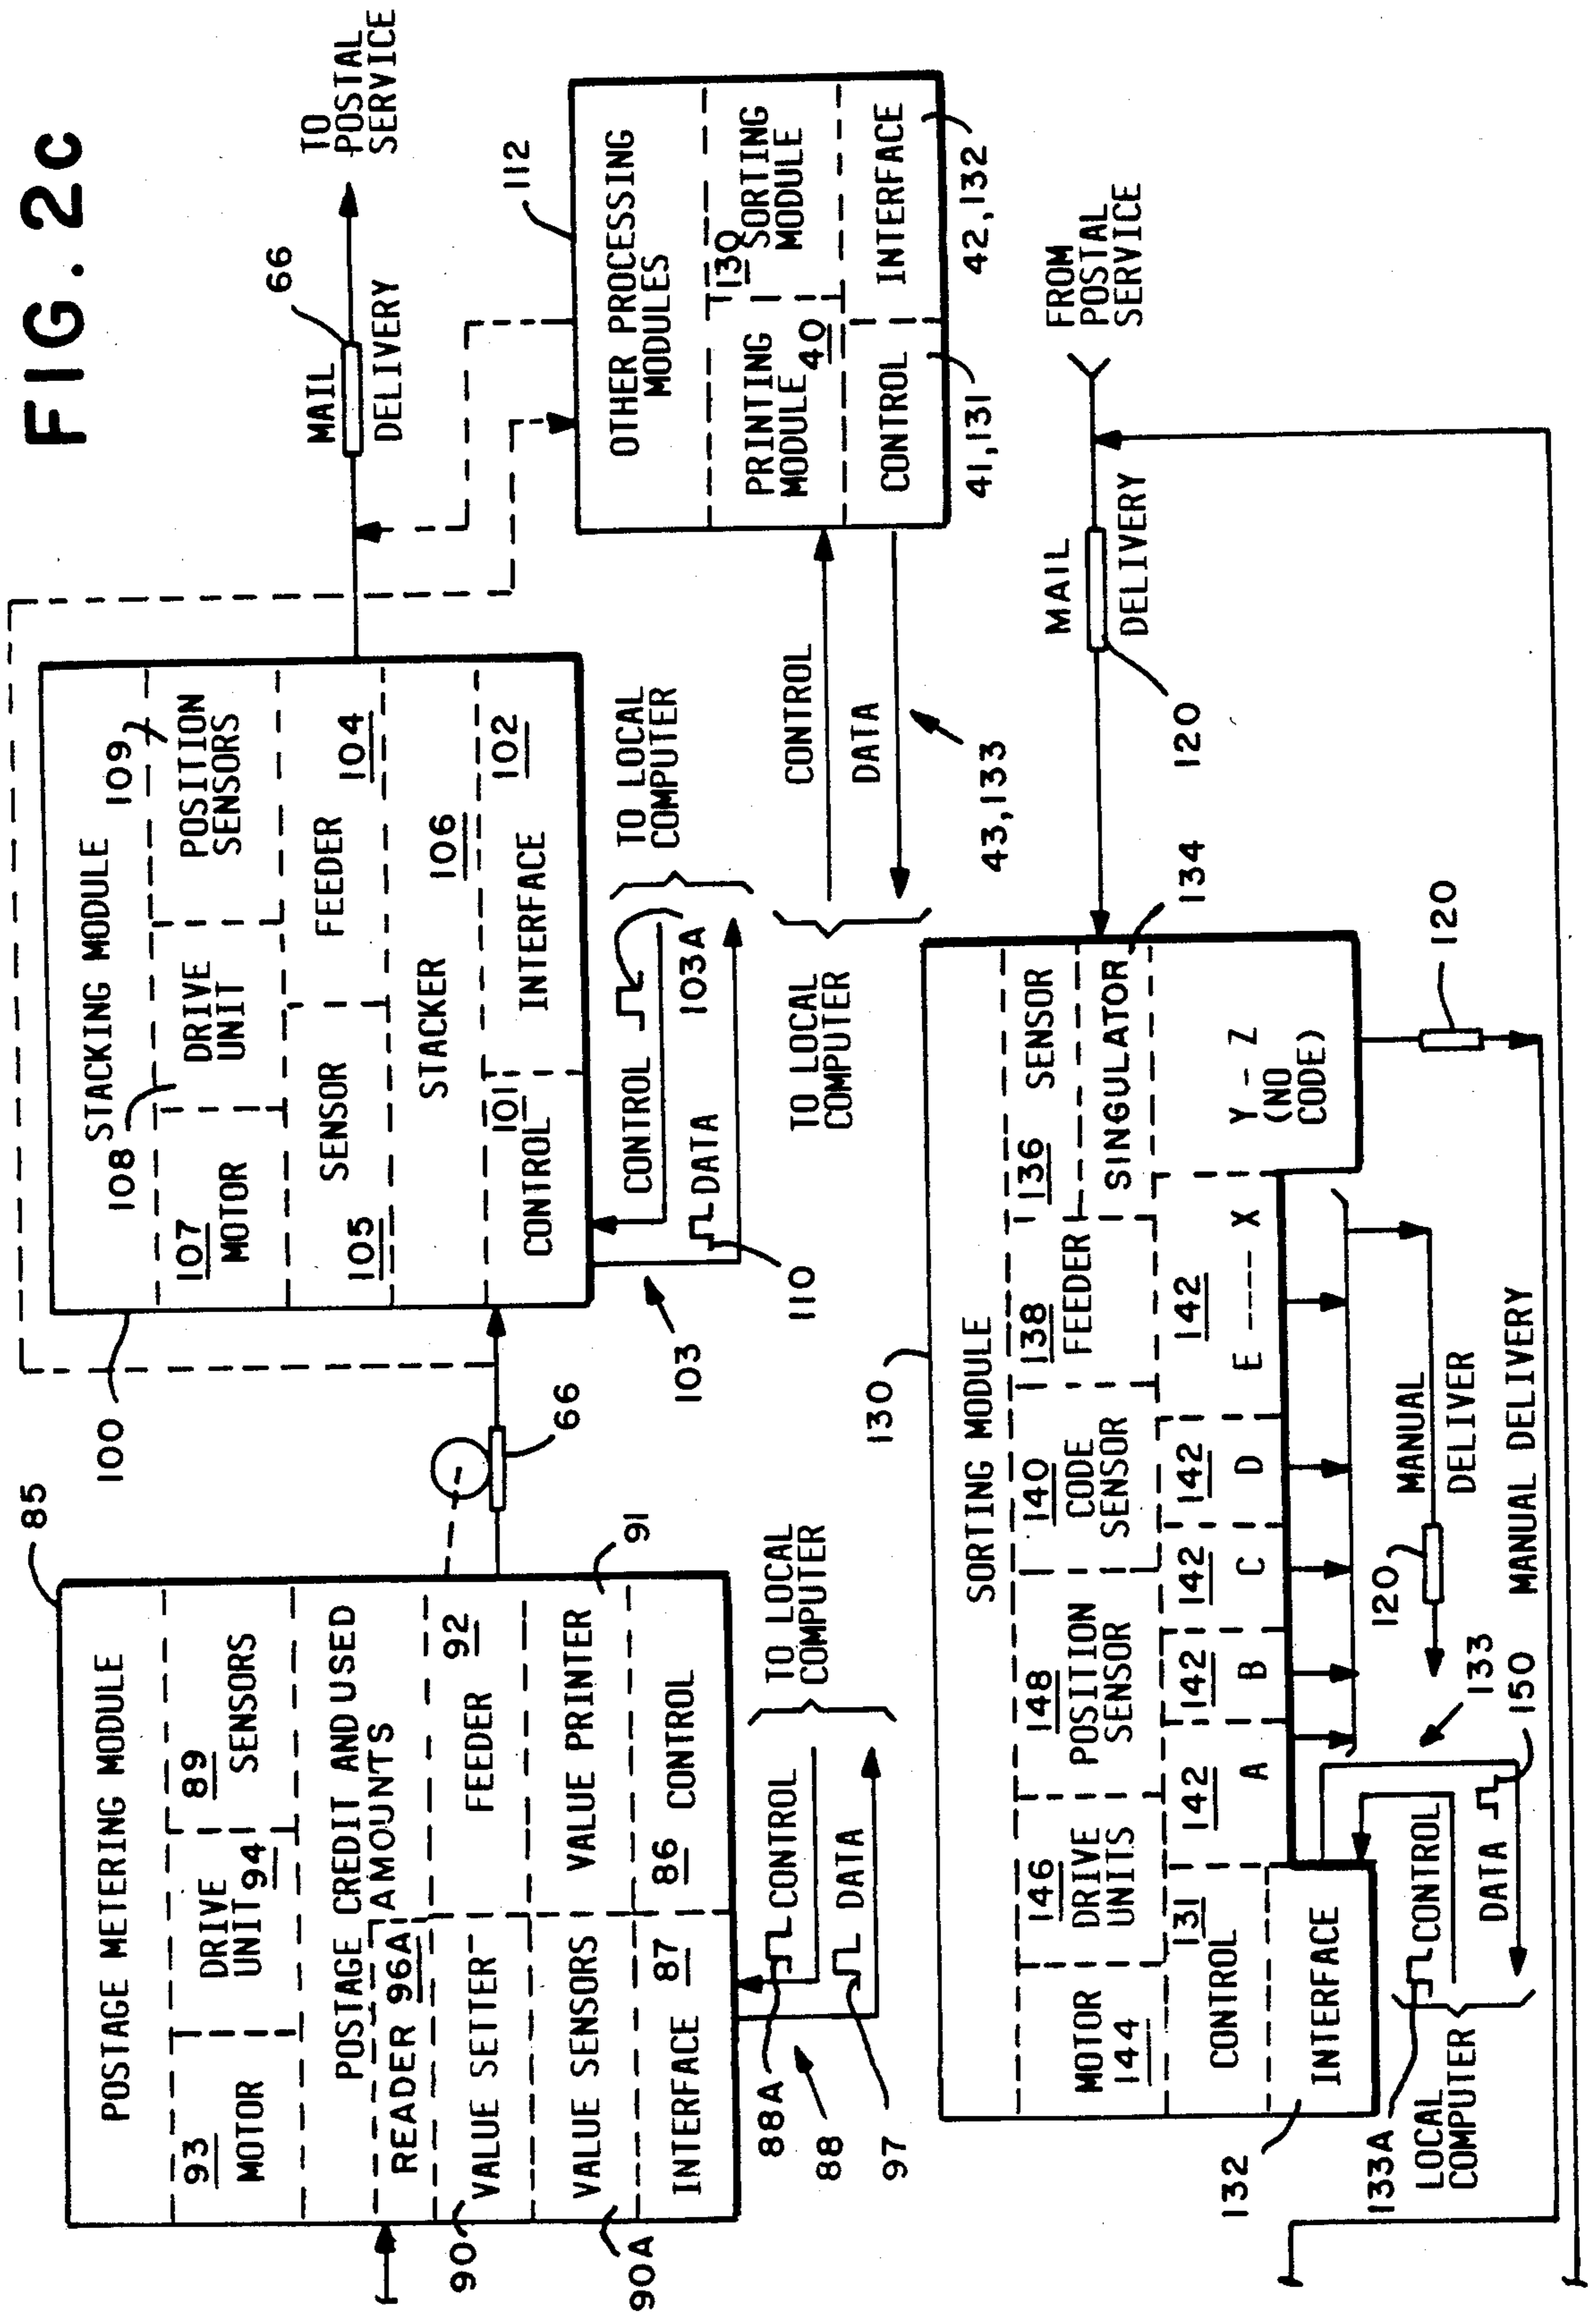 FIG. 2c
85
POSTAGE METERING MODULE
93
MOTOR
DRIVE
UNIT 94
89
SENSORS
POSTAGE CREDIT AND USED
AMOUNTS
READER 96A
90
VALUE SETTER
FEEDER
92
90A
VALUE SENSORS
VALUE PRINTER
91
INTERFACE
87
86
CONTROL
88A
CONTROL
88
DATA
97
TO LOCAL
COMPUTER
66
100
STACKING MODULE
107
MOTOR
108
DRIVE
UNIT
109
POSITION
SENSORS
SENSOR
105
FEEDER
104
STACKER
106
CONTROL
101
INTERFACE
102
CONTROL
103A
DATA
103
110
TO LOCAL
COMPUTER
MAIL
DELIVERY
66
TO
POSTAL
SERVICE
112
OTHER PROCESSING
MODULES
PRINTING
MODULE 40
130
SORTING
MODULE
CONTROL
INTERFACE
41,131
42,132
CONTROL
DATA
43,133
TO LOCAL
COMPUTER
FROM
POSTAL
SERVICE
MAIL
DELIVERY
120
130
SORTING MODULE
MOTOR
144
146
DRIVE
UNITS
148
POSITION
SENSOR
140
CODE
SENSOR
138
FEEDER
136
SENSOR
SINGULATOR
134
131
CONTROL
142
A
142
B
142
C
142
D
142
E ---- X
Y - Z
(NO
CODE)
INTERFACE
132
133A
CONTROL
DATA
LOCAL
COMPUTER
133
150
120
MANUAL
DELIVER
120
MANUAL DELIVERY